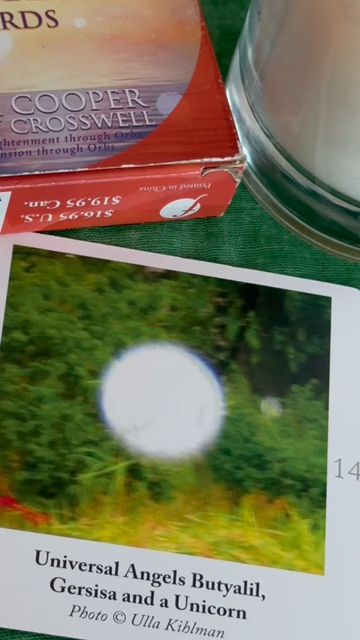 RDS
COOPER
CROSSWELL
ghtenment through Orbs
nsion through Orbs
Printed in China
$16.95 U.S.
$19.95 Can.
14
Universal Angels Butyalil,
Gersisa and a Unicorn
Photo © Ulla Kihlman